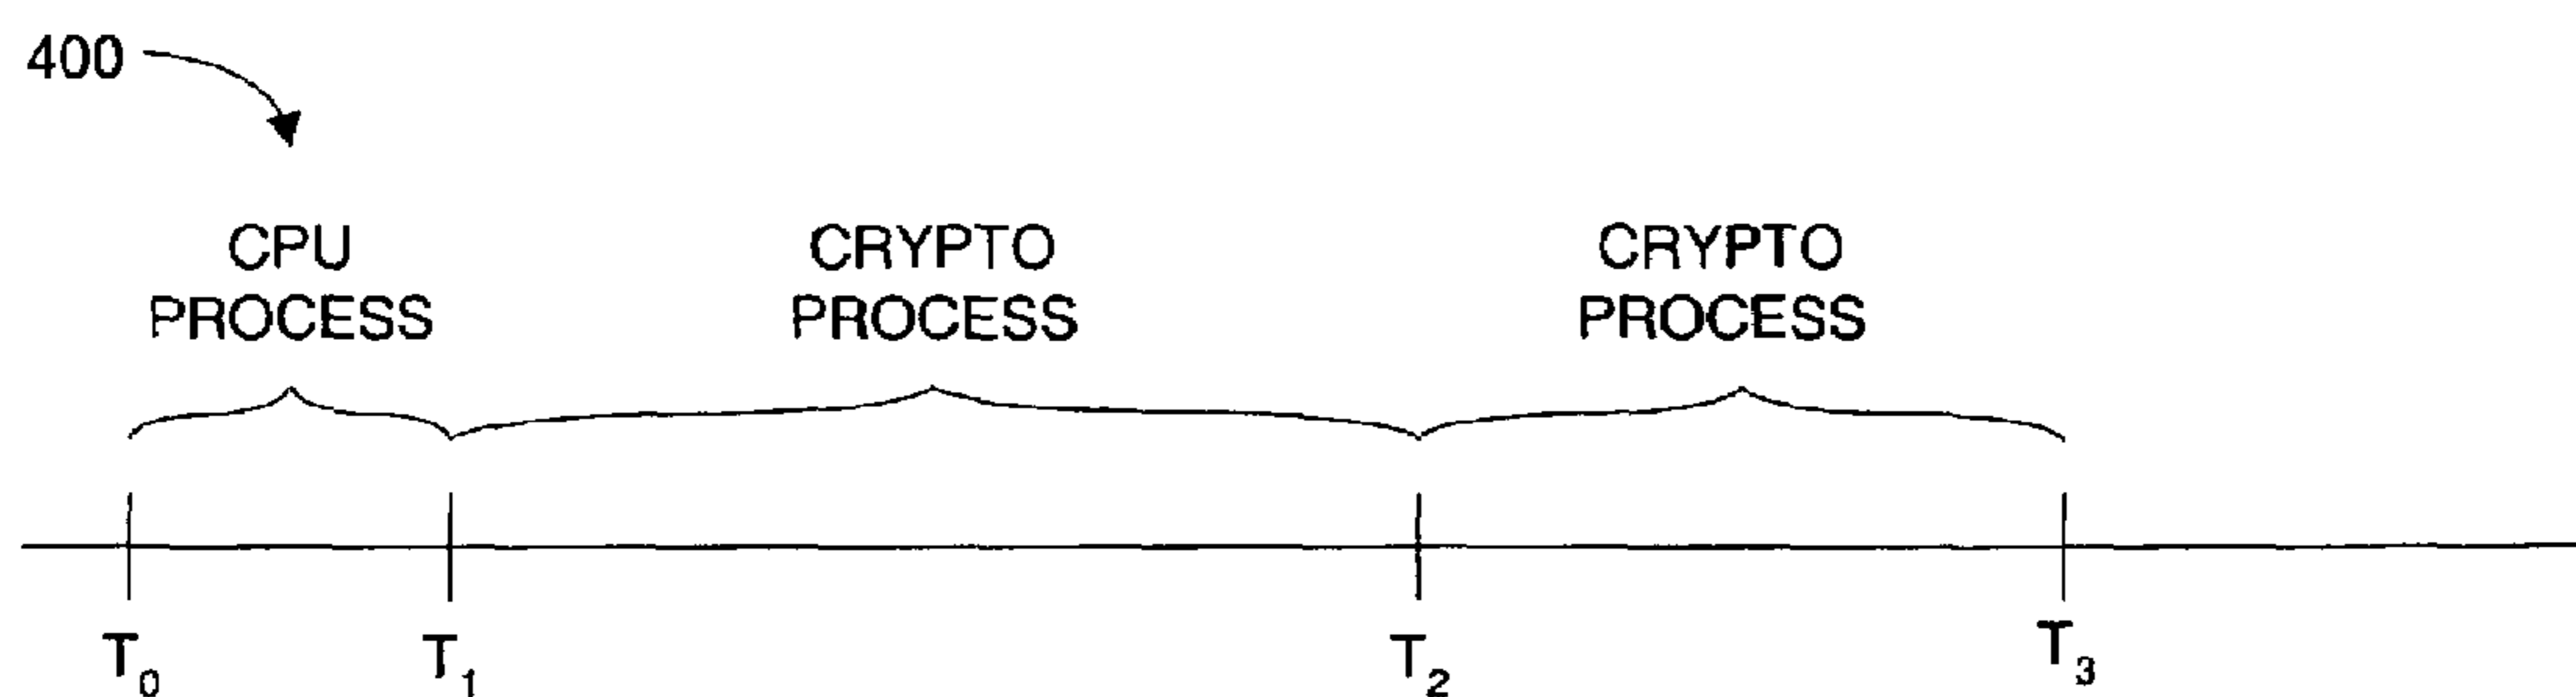 400
CPU
PROCESS
CRYPTO
PROCESS
CRYPTO
PROCESS
T0
T1
T2
T3